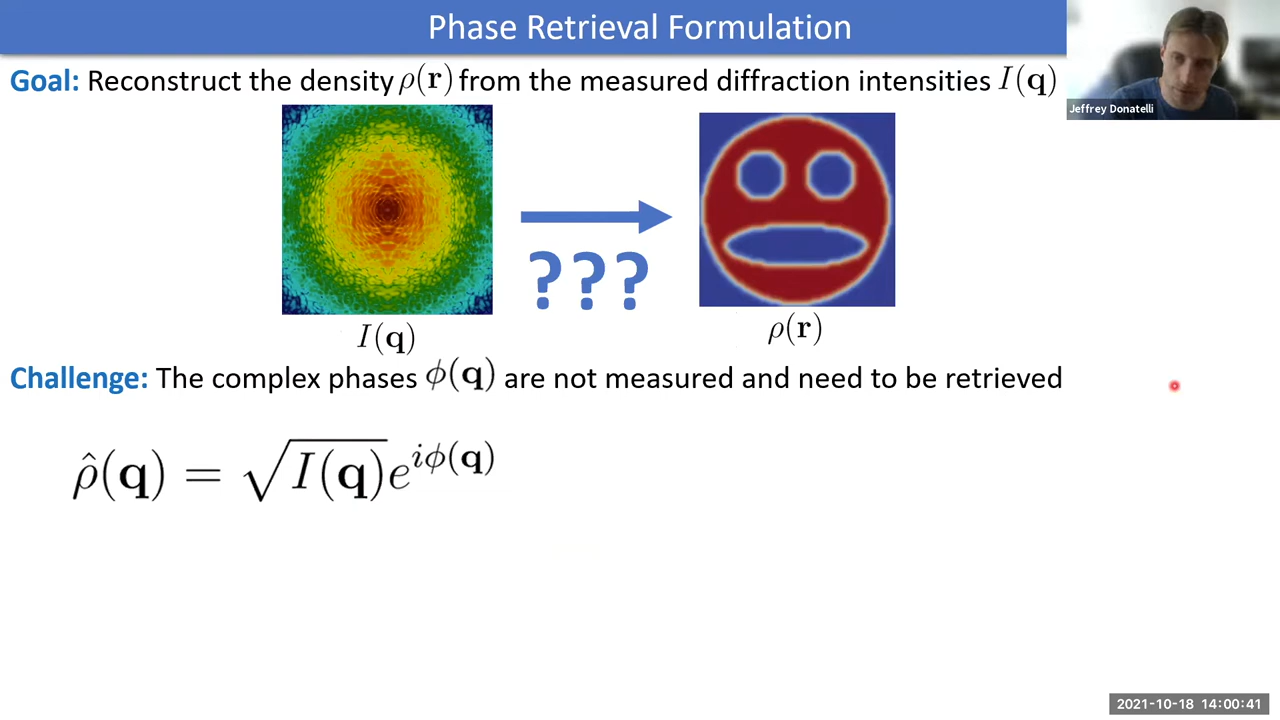 Phase Retrieval Formulation
Goal: Reconstruct the density ρ(r) from the measured diffraction intensities I(q)
Jeffrey Donatelli
???
I(q)
ρ(r)
Challenge: The complex phases ϕ(q) are not measured and need to be retrieved
ρ̂(q) = √I(q)e^{iϕ(q)}
2021-10-18 14:00:41